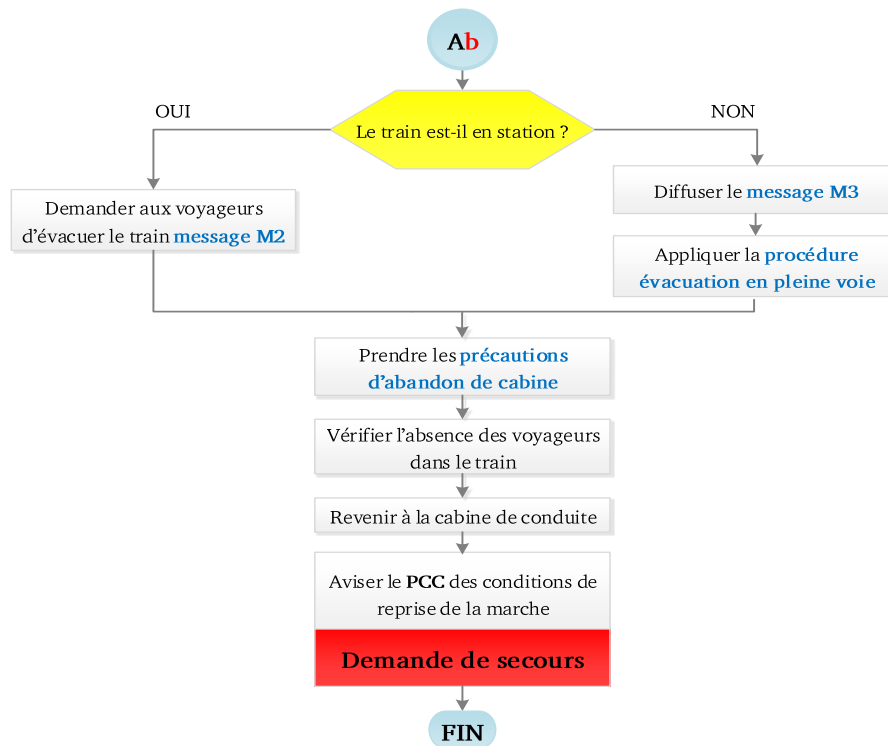 Ab
OUI
NON
Le train est-il en station ?
Demander aux voyageurs
d'évacuer le train message M2
Diffuser le message M3
Appliquer la procédure
évacuation en pleine voie
Prendre les précautions
d'abandon de cabine
Vérifier l'absence des voyageurs
dans le train
Revenir à la cabine de conduite
Aviser le PCC des conditions de
reprise de la marche
Demande de secours
FIN